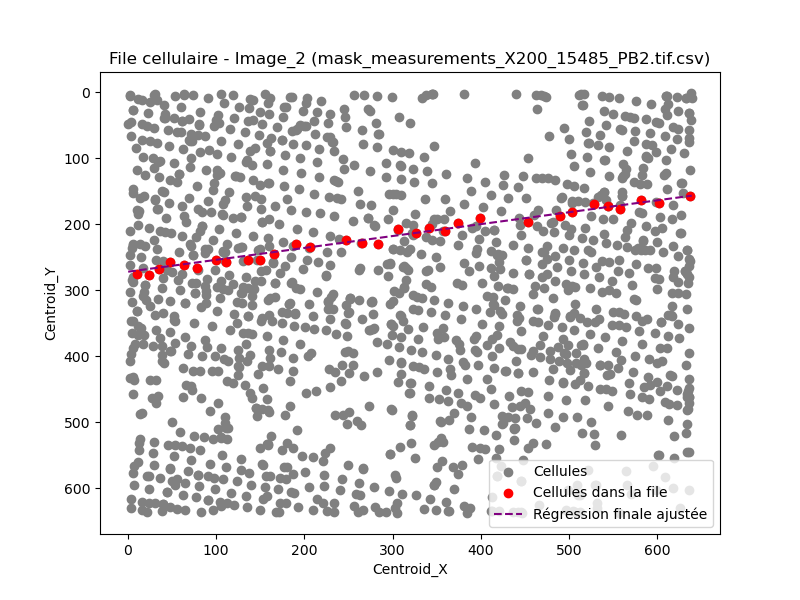 File cellulaire - Image_2 (mask_measurements_X200_15485_PB2.tif.csv)
0
100
200
300
400
500
600
Centroid_Y
Cellules
Cellules dans la file
Régression finale ajustée
0 100 200 300 400 500 600
Centroid_X